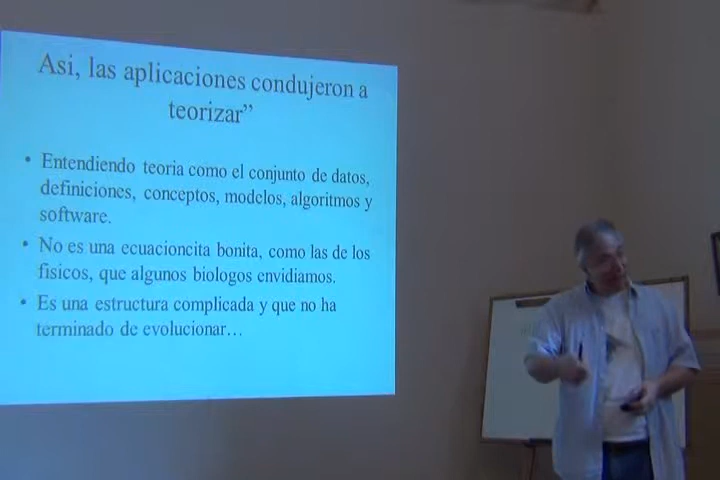 Asi, las aplicaciones condujeron a
teorizar”
• Entendiendo teoria como el conjunto de datos,
definiciones, conceptos, modelos, algoritmos y
software.
• No es una ecuacioncita bonita, como las de los
fisicos, que algunos biologos envidiamos.
• Es una estructura complicada y que no ha
terminado de evolucionar…